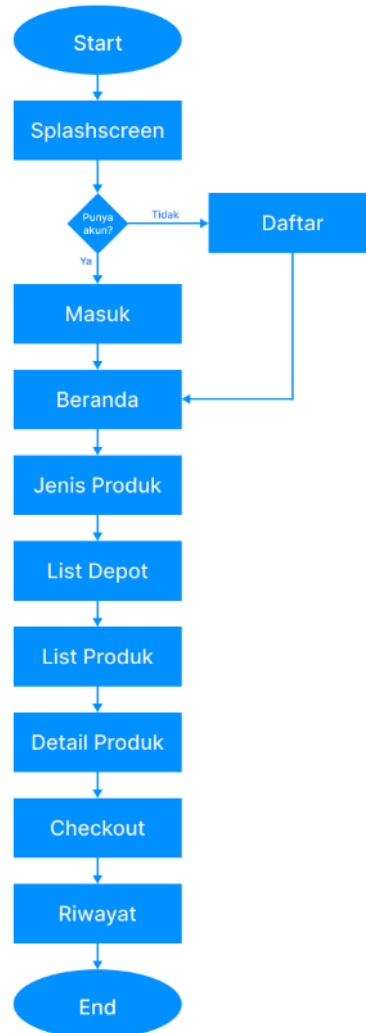 Start
Splashscreen
Punya
akun?
Tidak
Daftar
Ya
Masuk
Beranda
Jenis Produk
List Depot
List Produk
Detail Produk
Checkout
Riwayat
End